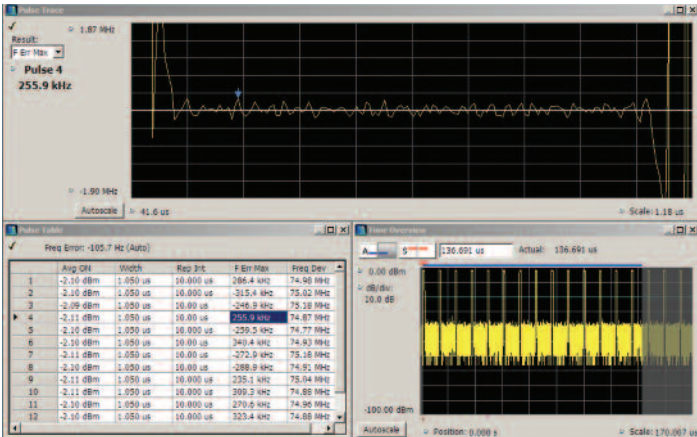 Pulse Trace
Result:
F Err Max
Pulse 4
255.9 kHz
1.87 MHz
-1.90 MHz
Autoscale
41.6 us
Scale: 1.18 us
Pulse Table
Freq Error: -105.7 Hz (Auto)
Avg ON Width Rep Int F Err Max Freq Dev
1 -2.10 dBm 1.050 us 10.000 us 286.4 kHz 74.98 MHz
2 -2.10 dBm 1.050 us 10.000 us -315.4 kHz 75.02 MHz
3 -2.09 dBm 1.050 us 10.000 us -246.9 kHz 75.18 MHz
4 -2.11 dBm 1.050 us 10.00 us 255.9 kHz 74.87 MHz
5 -2.10 dBm 1.050 us 10.000 us -259.5 kHz 74.77 MHz
6 -2.10 dBm 1.050 us 10.000 us 340.4 kHz 74.93 MHz
7 -2.11 dBm 1.050 us 10.00 us -272.9 kHz 75.18 MHz
8 -2.10 dBm 1.050 us 10.000 us -288.9 kHz 74.91 MHz
9 -2.11 dBm 1.050 us 10.000 us 235.1 kHz 75.04 MHz
10 -2.11 dBm 1.050 us 10.000 us 309.3 kHz 74.88 MHz
11 -2.10 dBm 1.050 us 10.000 us 270.6 kHz 74.96 MHz
12 -2.10 dBm 1.050 us 10.000 us 323.4 kHz 74.88 MHz
Time Overview
A
S
136.691 us
Actual: 136.691 us
0.00 dBm
dB/div:
10.0 dB
-100.00 dBm
Autoscale
Position: 0.000 s
Scale: 170.067 us